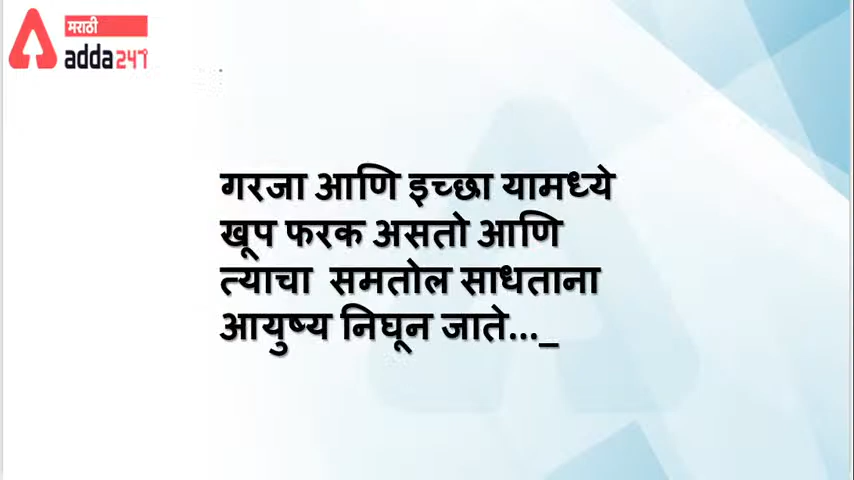 मराठी
adda247
गरजा आणि इच्छा यामध्ये
खूप फरक असतो आणि
त्याचा समतोल साधताना
आयुष्य निघून जाते..._